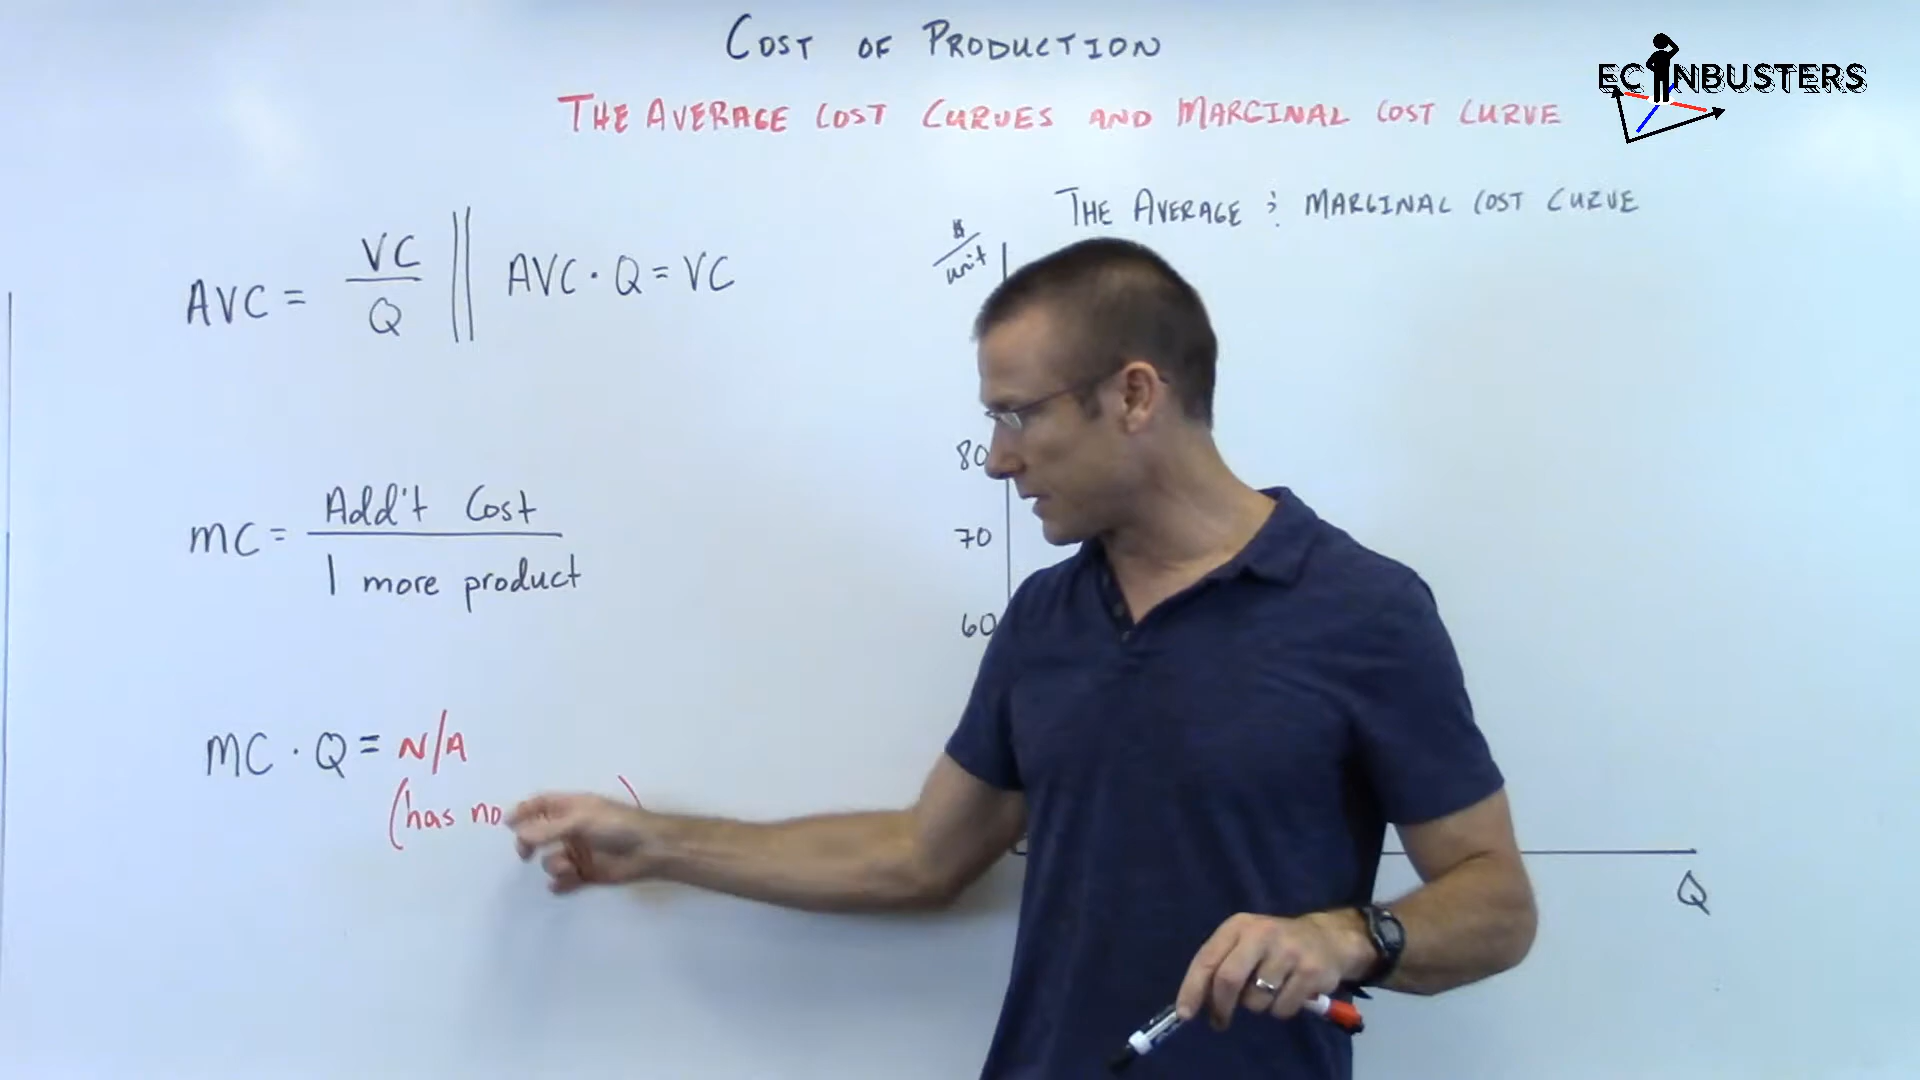 COST OF PRODUCTION
THE AVERAGE COST CURVES AND MARGINAL COST CURVE
ECONBUSTERS
THE AVERAGE & MARGINAL COST CURVE
$/unit
AVC = VC/Q || AVC · Q = VC
80
MC = Add't Cost / 1 more product
70
60
MC · Q = N/A
(has no )
Q